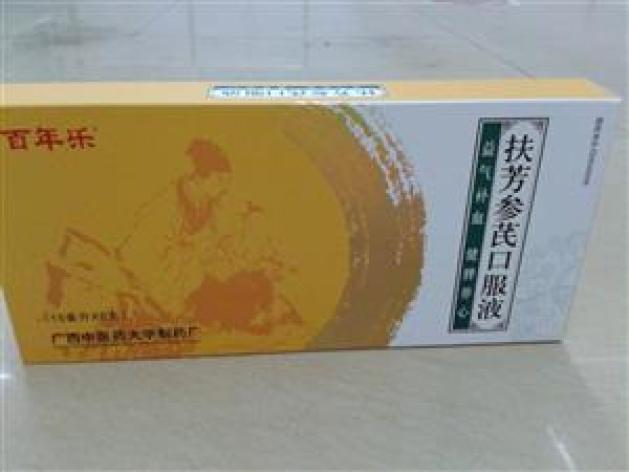 百年乐
扶芳参芪口服液
益气补血 健脾养心
广西中医药大学制药厂